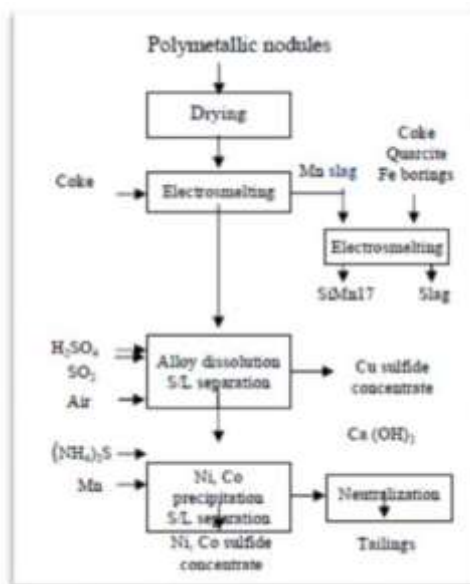 Polymetallic nodules
Drying
Coke
Quarcite
Fe borings
Mn slag
Coke
Electrosmelting
Electrosmelting
SiMn17
Slag
H₂SO₄
SO₂
Air
Alloy dissolution
S/L separation
Cu sulfide
concentrate
Ca (OH)₂
(NH₄)₂S
Mn
Ni, Co
precipitation
S/L separation
Neutralization
Ni, Co sulfide
concentrate
Tailings